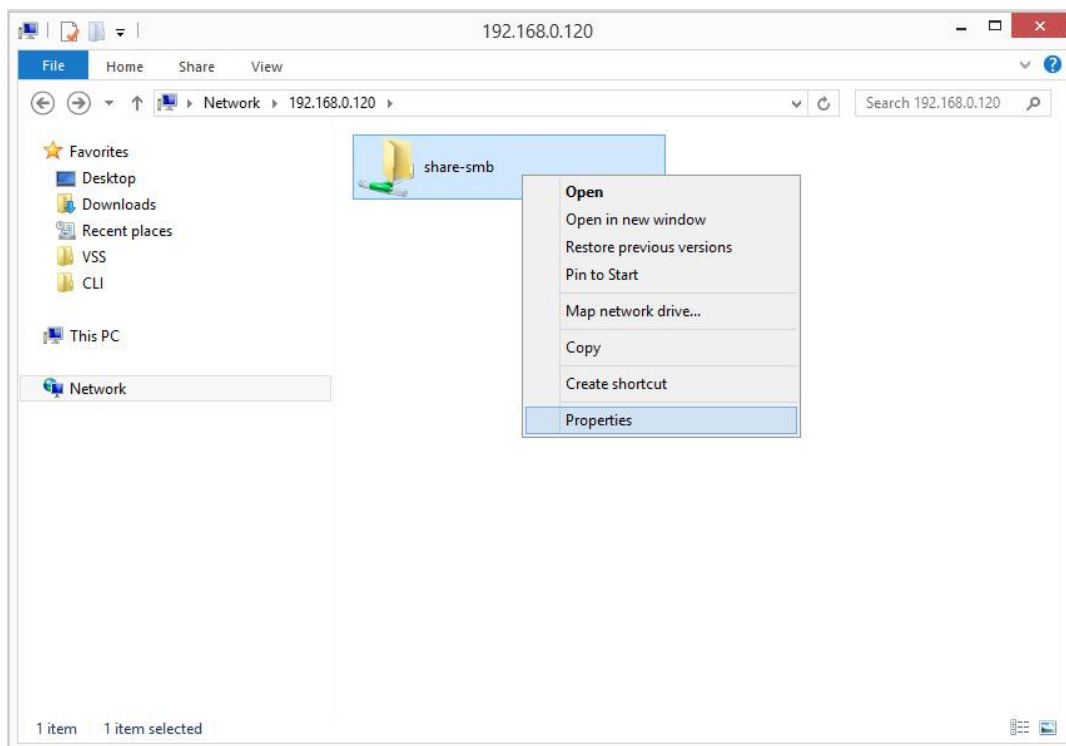 192.168.0.120
File Home Share View
Network 192.168.0.120
Search 192.168.0.120
Favorites
Desktop
Downloads
Recent places
VSS
CLI
This PC
Network
share-smb
Open
Open in new window
Restore previous versions
Pin to Start
Map network drive...
Copy
Create shortcut
Properties
1 item 1 item selected